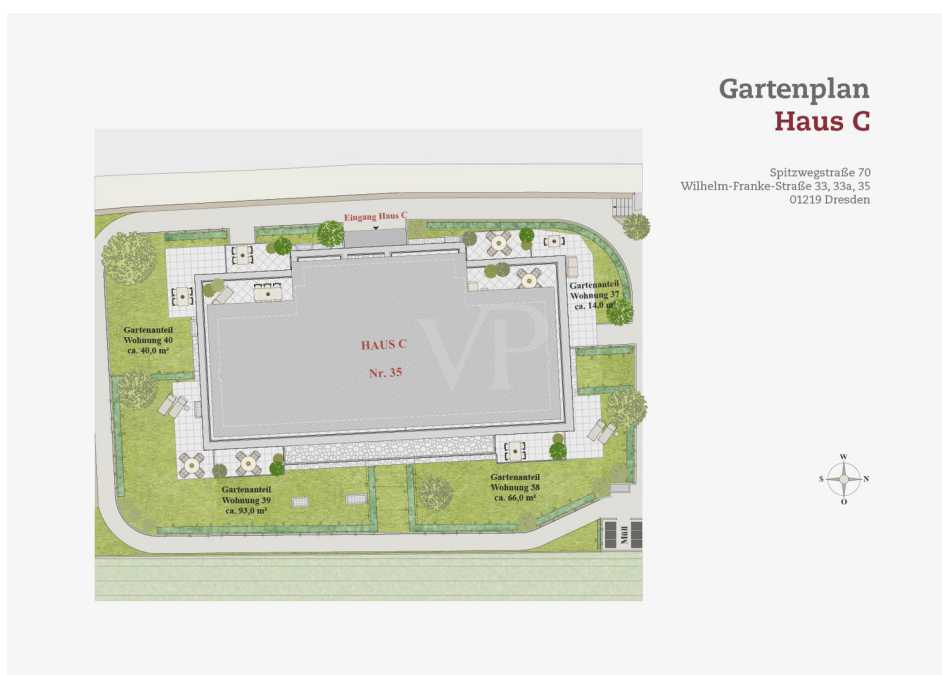 Gartenplan
Haus C
Spitzwegstraße 70
Wilhelm-Franke-Straße 33, 33a, 35
01219 Dresden
Eingang Haus C
Gartenanteil
Wohnung 37
ca. 14,0 m²
Gartenanteil
Wohnung 40
ca. 40,0 m²
HAUS C
Nr. 35
VP
Gartenanteil
Wohnung 39
ca. 93,0 m²
Gartenanteil
Wohnung 38
ca. 66,0 m²
Müll
W
S
N
O